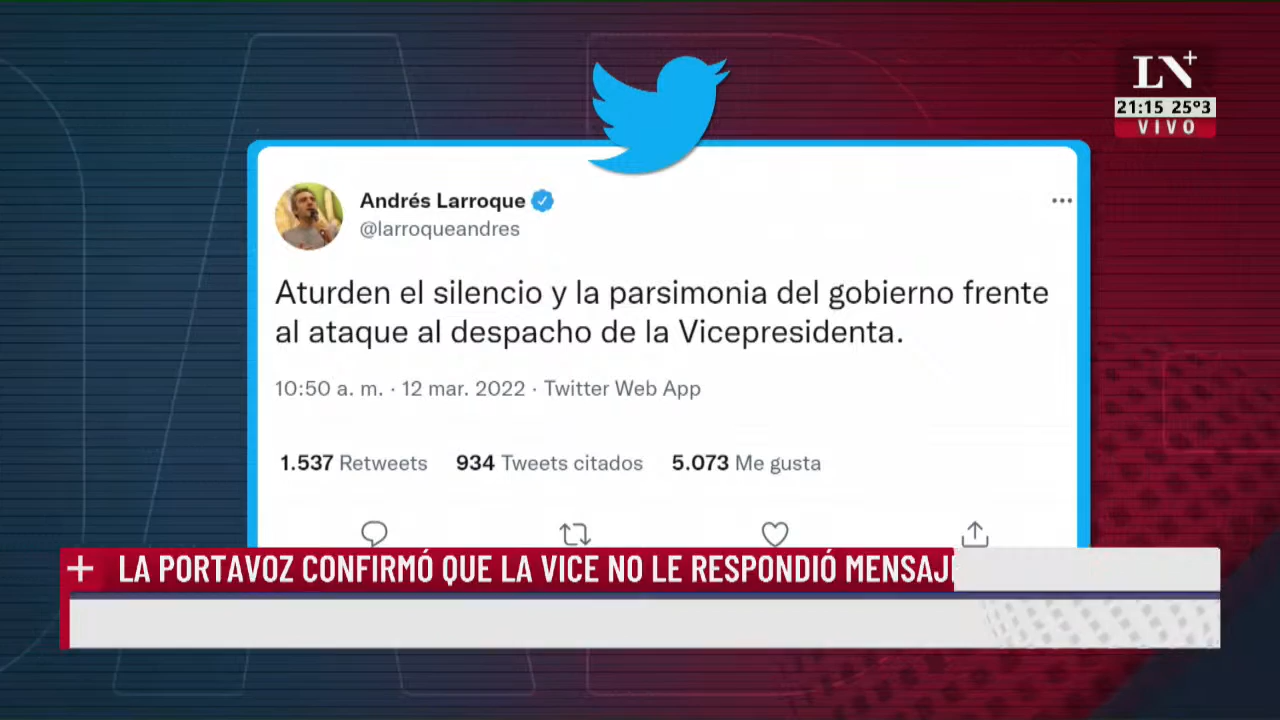 LN+
21:15 25°3
VIVO
Andrés Larroque
@larroqueandres
Aturden el silencio y la parsimonia del gobierno frente
al ataque al despacho de la Vicepresidenta.
10:50 a. m. · 12 mar. 2022 · Twitter Web App
1.537 Retweets 934 Tweets citados 5.073 Me gusta
+ LA PORTAVOZ CONFIRMÓ QUE LA VICE NO LE RESPONDIÓ MENSAJ